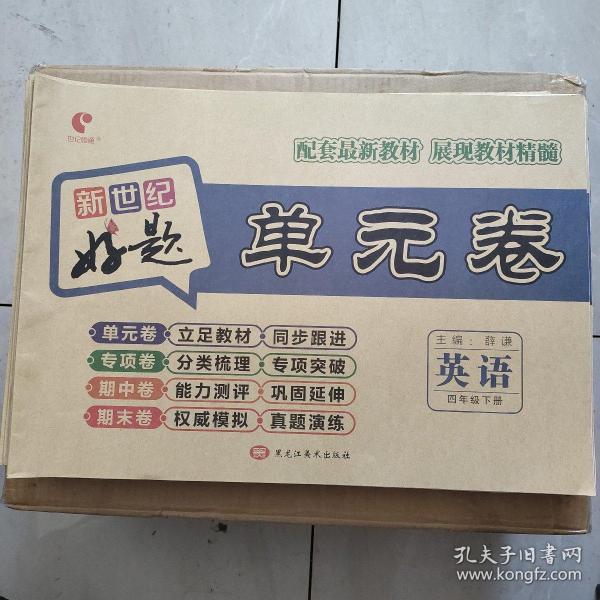 世纪恒通
配套最新教材 展现教材精髓
新世纪
好题
单元卷
单元卷 立足教材 同步跟进
专项卷 分类梳理 专项突破
期中卷 能力测评 巩固延伸
期末卷 权威模拟 真题演练
主编：薛谦
英语
四年级下册
黑龙江美术出版社
孔夫子旧书网
www.kongfz.com